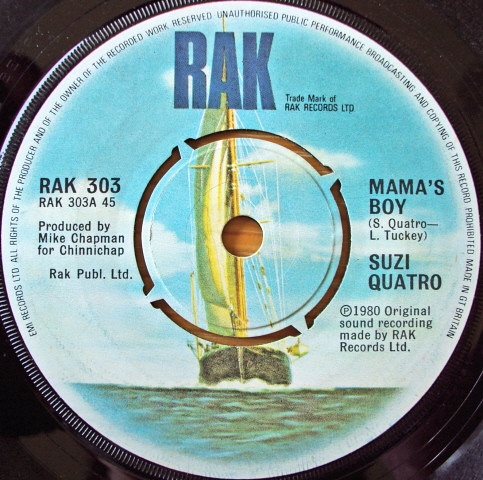 EMI RECORDS LTD. ALL RIGHTS OF THE PRODUCER AND OF THE OWNER OF THE RECORDED WORK RESERVED UNAUTHORISED PUBLIC PERFORMANCE BROADCASTING AND COPYING OF THIS RECORD PROHIBITED MADE IN GT BRITAIN
RAK
Trade Mark of
RAK RECORDS LTD
RAK 303
RAK 303A 45
Produced by
Mike Chapman
for Chinnichap
Rak Publ. Ltd.
MAMA'S
BOY
(S. Quatro—
L. Tuckey)
SUZI
QUATRO
Ⓟ1980 Original
sound recording
made by RAK
Records Ltd.